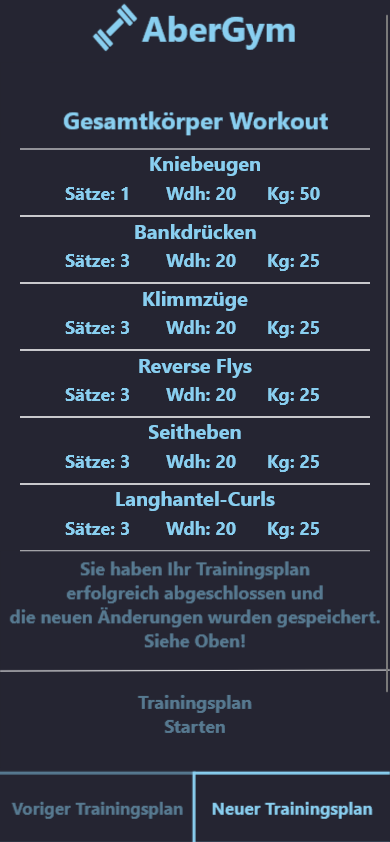 AberGym
Gesamtkörper Workout
Kniebeugen
Sätze: 1 Wdh: 20 Kg: 50
Bankdrücken
Sätze: 3 Wdh: 20 Kg: 25
Klimmzüge
Sätze: 3 Wdh: 20 Kg: 25
Reverse Flys
Sätze: 3 Wdh: 20 Kg: 25
Seitheben
Sätze: 3 Wdh: 20 Kg: 25
Langhantel-Curls
Sätze: 3 Wdh: 20 Kg: 25
Sie haben Ihr Trainingsplan
erfolgreich abgeschlossen und
die neuen Änderungen wurden gespeichert.
Siehe Oben!
Trainingsplan
Starten
Voriger Trainingsplan Neuer Trainingsplan